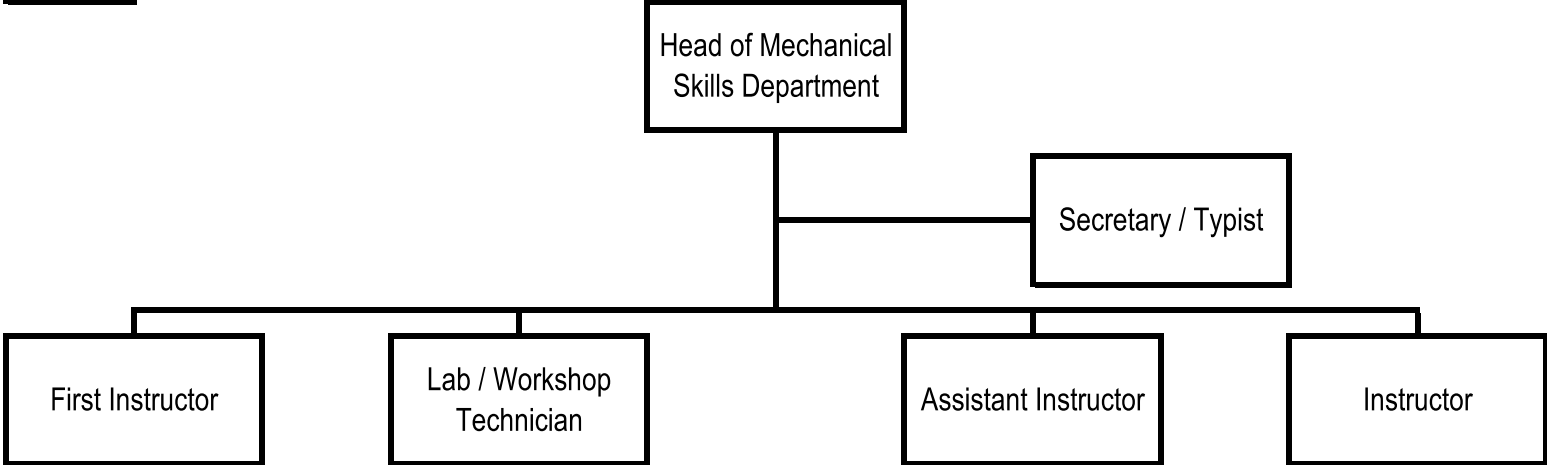 Head of Mechanical
Skills Department
Secretary / Typist
First Instructor
Lab / Workshop
Technician
Assistant Instructor
Instructor